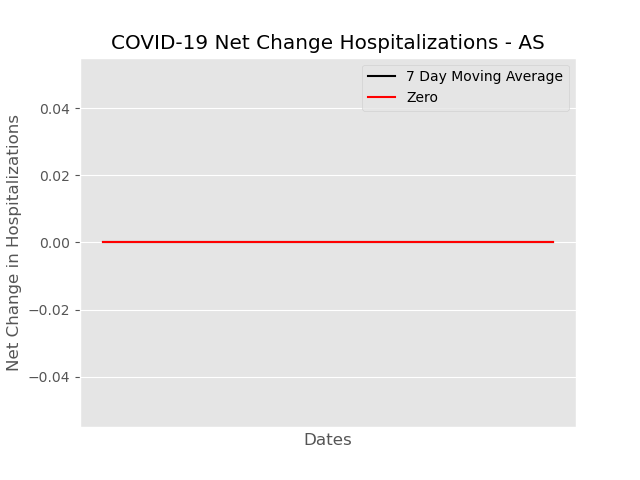 COVID-19 Net Change Hospitalizations - AS
7 Day Moving Average
Zero
Net Change in Hospitalizations
0.04
0.02
0.00
−0.02
−0.04
Dates